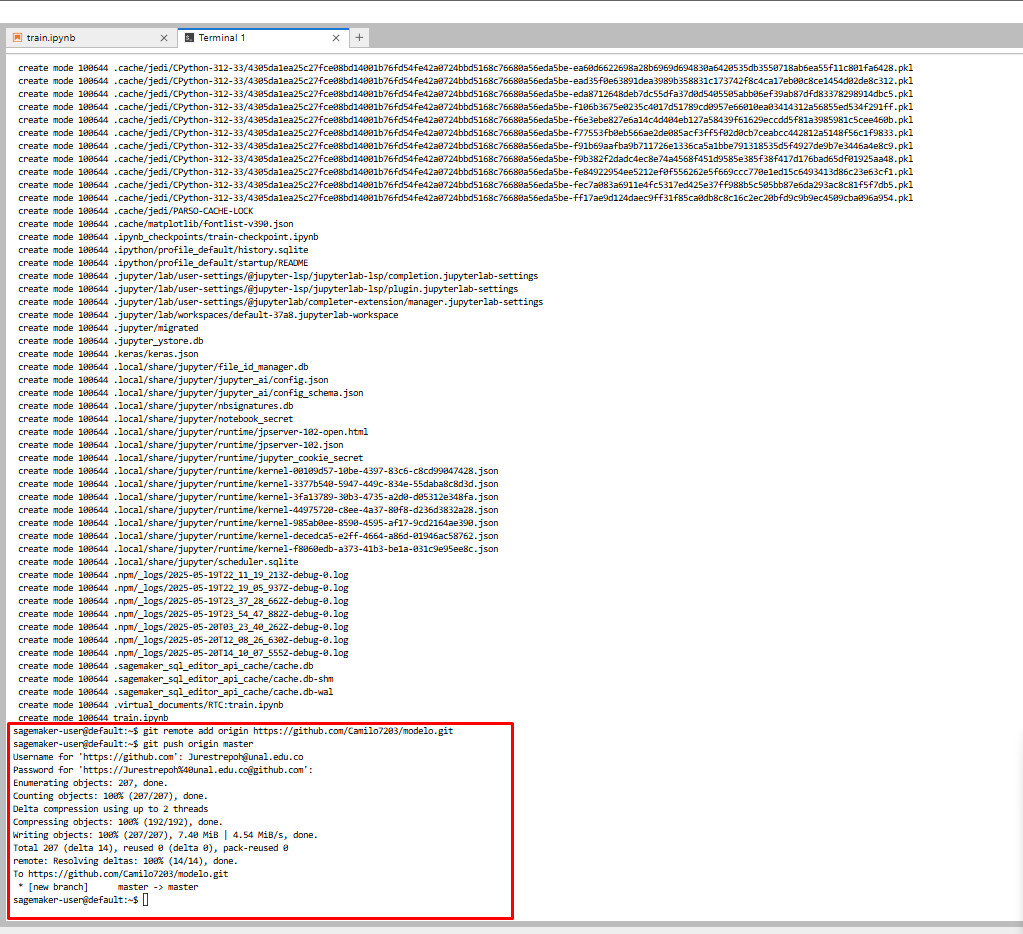 train.ipynb
Terminal 1
create mode 100644 .cache/jedi/CPython-312-33/4305da1ea25c27fce08bd14001b76fd54fe42a0724bbd5168c76680a56eda5be-ea60d6622698a28b6969d694830a6420535db3550718ab6ea55f11c801fa6428.pkl
create mode 100644 .cache/jedi/CPython-312-33/4305da1ea25c27fce08bd14001b76fd54fe42a0724bbd5168c76680a56eda5be-ead35f0e63891dea3989b358831c173742f8c4ca17eb00c8ce1454d02de8c312.pkl
create mode 100644 .cache/jedi/CPython-312-33/4305da1ea25c27fce08bd14001b76fd54fe42a0724bbd5168c76680a56eda5be-eda8712648deb7dc55dfa37d0d5405505abb06ef39ab87dfd83378298914dbc5.pkl
create mode 100644 .cache/jedi/CPython-312-33/4305da1ea25c27fce08bd14001b76fd54fe42a0724bbd5168c76680a56eda5be-f106b3675e0235c4017d51789cd0957e66010ea03414312a56855ed534f291ff.pkl
create mode 100644 .cache/jedi/CPython-312-33/4305da1ea25c27fce08bd14001b76fd54fe42a0724bbd5168c76680a56eda5be-f6e3ebe827e6a14c4d404eb127a58439f61629eccdd5f81a3985981c5cee460b.pkl
create mode 100644 .cache/jedi/CPython-312-33/4305da1ea25c27fce08bd14001b76fd54fe42a0724bbd5168c76680a56eda5be-f77553fb0eb566ae2de085acf3ff5f02d0cb7ceabcc442812a5148f56c1f9833.pkl
create mode 100644 .cache/jedi/CPython-312-33/4305da1ea25c27fce08bd14001b76fd54fe42a0724bbd5168c76680a56eda5be-f91b69aafba9b711726e1336ca5a1bbe791318535d5f4927de9b7e3446a4e8c9.pkl
create mode 100644 .cache/jedi/CPython-312-33/4305da1ea25c27fce08bd14001b76fd54fe42a0724bbd5168c76680a56eda5be-f9b382f2dadc4ec8e74a4568f451d9585e385f38f417d176bad65df01925aa48.pkl
create mode 100644 .cache/jedi/CPython-312-33/4305da1ea25c27fce08bd14001b76fd54fe42a0724bbd5168c76680a56eda5be-fe84922954ee5212ef0f556262e5f669ccc770e1ed15c6493413d86c23e63cf1.pkl
create mode 100644 .cache/jedi/CPython-312-33/4305da1ea25c27fce08bd14001b76fd54fe42a0724bbd5168c76680a56eda5be-fec7a083a6911e4fc5317ed425e37ff988b5c505bb87e6da293ac8c81f5f7db5.pkl
create mode 100644 .cache/jedi/CPython-312-33/4305da1ea25c27fce08bd14001b76fd54fe42a0724bbd5168c76680a56eda5be-ff17ae9d124daec9ff31f85ca0db8c8c16c2ec20bfd9c9b9ec4509cba096a954.pkl
create mode 100644 .cache/jedi/PARSO-CACHE-LOCK
create mode 100644 .cache/matplotlib/fontlist-v390.json
create mode 100644 .ipynb_checkpoints/train-checkpoint.ipynb
create mode 100644 .ipython/profile_default/history.sqlite
create mode 100644 .ipython/profile_default/startup/README
create mode 100644 .jupyter/lab/user-settings/@jupyter-lsp/jupyterlab-lsp/completion.jupyterlab-settings
create mode 100644 .jupyter/lab/user-settings/@jupyter-lsp/jupyterlab-lsp/plugin.jupyterlab-settings
create mode 100644 .jupyter/lab/user-settings/@jupyterlab/completer-extension/manager.jupyterlab-settings
create mode 100644 .jupyter/lab/workspaces/default-37a8.jupyterlab-workspace
create mode 100644 .jupyter/migrated
create mode 100644 .jupyter_ystore.db
create mode 100644 .keras/keras.json
create mode 100644 .local/share/jupyter/file_id_manager.db
create mode 100644 .local/share/jupyter/jupyter_ai/config.json
create mode 100644 .local/share/jupyter/jupyter_ai/config_schema.json
create mode 100644 .local/share/jupyter/nbsignatures.db
create mode 100644 .local/share/jupyter/notebook_secret
create mode 100644 .local/share/jupyter/runtime/jpserver-102-open.html
create mode 100644 .local/share/jupyter/runtime/jpserver-102.json
create mode 100644 .local/share/jupyter/runtime/jupyter_cookie_secret
create mode 100644 .local/share/jupyter/runtime/kernel-00109d57-10be-4397-83c6-c8cd99047428.json
create mode 100644 .local/share/jupyter/runtime/kernel-3377b540-5947-449c-834e-55daba8c8d3d.json
create mode 100644 .local/share/jupyter/runtime/kernel-3fa13789-30b3-4735-a2d0-d05312e348fa.json
create mode 100644 .local/share/jupyter/runtime/kernel-44975720-c8ee-4a37-80f8-d236d3832a28.json
create mode 100644 .local/share/jupyter/runtime/kernel-985ab0ee-8590-4595-af17-9cd2164ae390.json
create mode 100644 .local/share/jupyter/runtime/kernel-decedca5-e2ff-4664-a86d-01946ac58762.json
create mode 100644 .local/share/jupyter/runtime/kernel-f8060edb-a373-41b3-be1a-031c9e95ee8c.json
create mode 100644 .local/share/jupyter/scheduler.sqlite
create mode 100644 .npm/_logs/2025-05-19T22_11_19_213Z-debug-0.log
create mode 100644 .npm/_logs/2025-05-19T22_19_05_937Z-debug-0.log
create mode 100644 .npm/_logs/2025-05-19T23_37_28_662Z-debug-0.log
create mode 100644 .npm/_logs/2025-05-19T23_54_47_882Z-debug-0.log
create mode 100644 .npm/_logs/2025-05-20T03_23_40_262Z-debug-0.log
create mode 100644 .npm/_logs/2025-05-20T12_08_26_630Z-debug-0.log
create mode 100644 .npm/_logs/2025-05-20T14_10_07_555Z-debug-0.log
create mode 100644 .sagemaker_sql_editor_api_cache/cache.db
create mode 100644 .sagemaker_sql_editor_api_cache/cache.db-shm
create mode 100644 .sagemaker_sql_editor_api_cache/cache.db-wal
create mode 100644 .virtual_documents/RTC:train.ipynb
create mode 100644 train.ipynb
sagemaker-user@default:~$ git remote add origin https://github.com/Camilo7203/modelo.git
sagemaker-user@default:~$ git push origin master
Username for 'https://github.com': Jurestrepoh@unal.edu.co
Password for 'https://Jurestrepoh%40unal.edu.co@github.com':
Enumerating objects: 207, done.
Counting objects: 100% (207/207), done.
Delta compression using up to 2 threads
Compressing objects: 100% (192/192), done.
Writing objects: 100% (207/207), 7.40 MiB | 4.54 MiB/s, done.
Total 207 (delta 14), reused 0 (delta 0), pack-reused 0
remote: Resolving deltas: 100% (14/14), done.
To https://github.com/Camilo7203/modelo.git
* [new branch] master -> master
sagemaker-user@default:~$